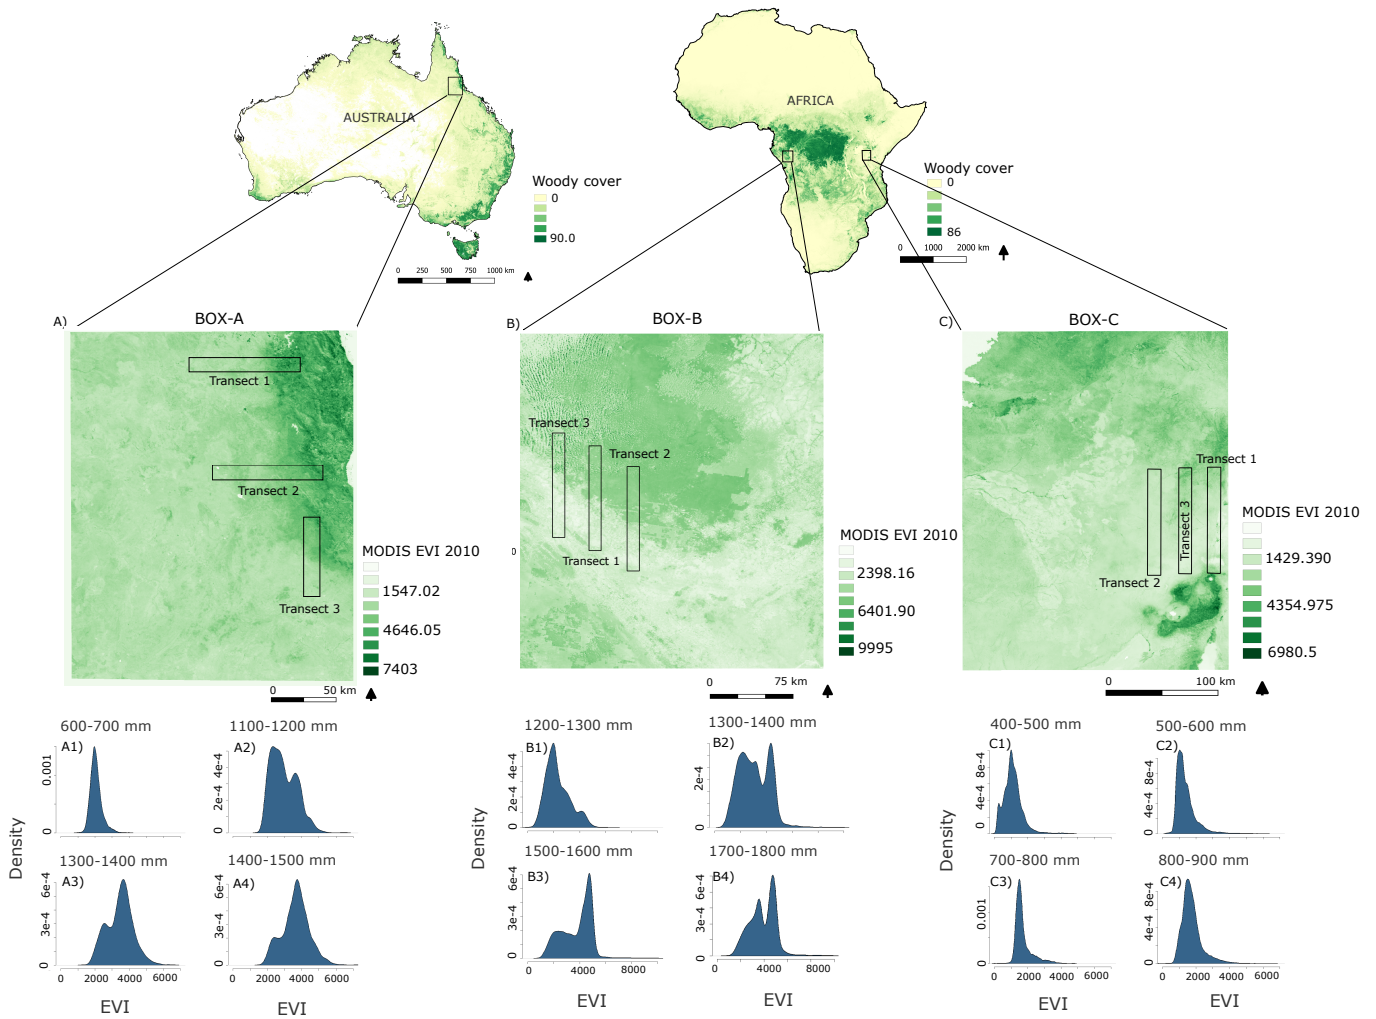 AUSTRALIA
Woody cover
0
90.0
0 250 500 750 1000 km
AFRICA
Woody cover
0
86
0 1000 2000 km
A)
BOX-A
Transect 1
Transect 2
Transect 3
MODIS EVI 2010
1547.02
4646.05
7403
0 50 km
B)
BOX-B
Transect 3
Transect 2
Transect 1
0
MODIS EVI 2010
2398.16
6401.90
9995
0 75 km
C)
BOX-C
Transect 1
Transect 3
Transect 2
MODIS EVI 2010
1429.390
4354.975
6980.5
0 100 km
600-700 mm
A1)
0 0.001
1100-1200 mm
A2)
0 2e-4 4e-4
1300-1400 mm
A3)
0 3e-4 6e-4
0 2000 4000 6000
1400-1500 mm
A4)
0 3e-4 6e-4
0 2000 4000 6000
Density
EVI
EVI
1200-1300 mm
B1)
0 2e-4 4e-4
1300-1400 mm
B2)
0 2e-4
1500-1600 mm
B3)
0 3e-4 6e-4
0 4000 8000
1700-1800 mm
B4)
0 2e-4 4e-4 6e-4
0 4000 8000
Density
EVI
EVI
400-500 mm
C1)
0 4e-4 8e-4
500-600 mm
C2)
0 4e-4 8e-4
700-800 mm
C3)
0 0.001
0 2000 4000 6000
800-900 mm
C4)
0 4e-4 8e-4
0 2000 4000 6000
Density
EVI
EVI